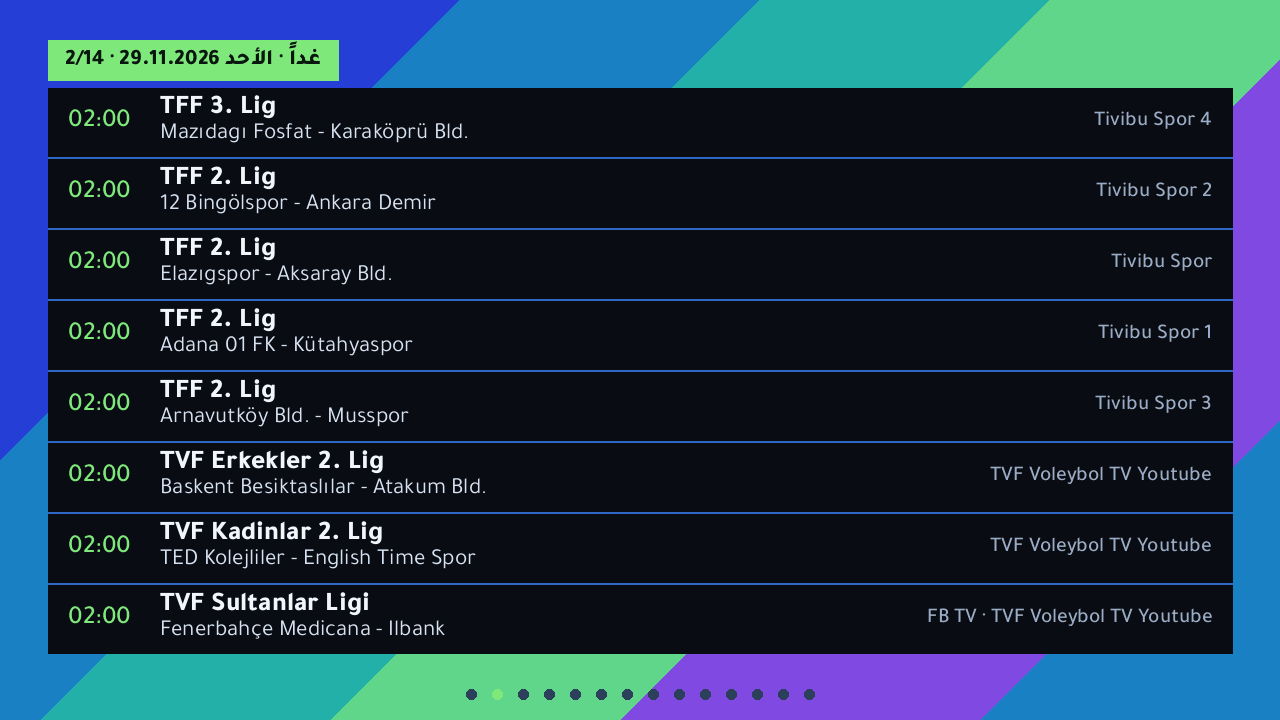 غداً · الأحد 29.11.2026 · 2/14
02:00
TFF 3. Lig
Mazıdagı Fosfat - Karaköprü Bld.
Tivibu Spor 4
02:00
TFF 2. Lig
12 Bingölspor - Ankara Demir
Tivibu Spor 2
02:00
TFF 2. Lig
Elazıgspor - Aksaray Bld.
Tivibu Spor
02:00
TFF 2. Lig
Adana 01 FK - Kütahyaspor
Tivibu Spor 1
02:00
TFF 2. Lig
Arnavutköy Bld. - Musspor
Tivibu Spor 3
02:00
TVF Erkekler 2. Lig
Baskent Besiktaslılar - Atakum Bld.
TVF Voleybol TV Youtube
02:00
TVF Kadinlar 2. Lig
TED Kolejliler - English Time Spor
TVF Voleybol TV Youtube
02:00
TVF Sultanlar Ligi
Fenerbahçe Medicana - Ilbank
FB TV · TVF Voleybol TV Youtube